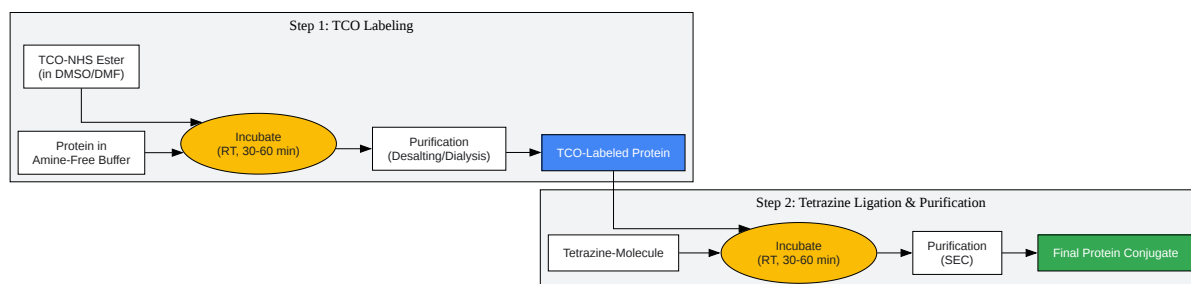 Step 1: TCO Labeling
TCO-NHS Ester
(in DMSO/DMF)
Protein in
Amine-Free Buffer
Incubate
(RT, 30-60 min)
Purification
(Desalting/Dialysis)
TCO-Labeled Protein
Step 2: Tetrazine Ligation & Purification
Tetrazine-Molecule
Incubate
(RT, 30-60 min)
Purification
(SEC)
Final Protein Conjugate